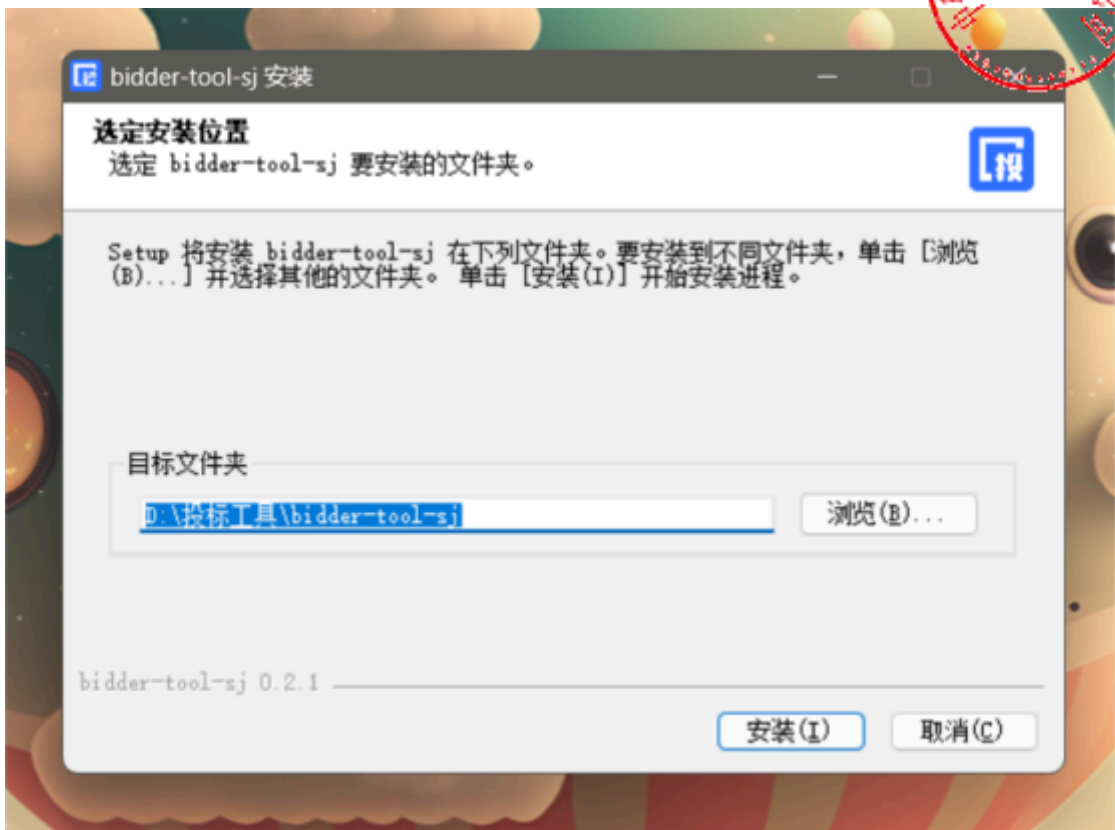 bidder-tool-sj 安装
选定安装位置
选定 bidder-tool-sj 要安装的文件夹。
投
Setup 将安装 bidder-tool-sj 在下列文件夹。要安装到不同文件夹，单击 [浏览
(B)...] 并选择其他的文件夹。 单击 [安装(I)] 开始安装进程。
目标文件夹
D:\投标工具\bidder-tool-sj
浏览(B)...
bidder-tool-sj 0.2.1
安装(I)
取消(C)